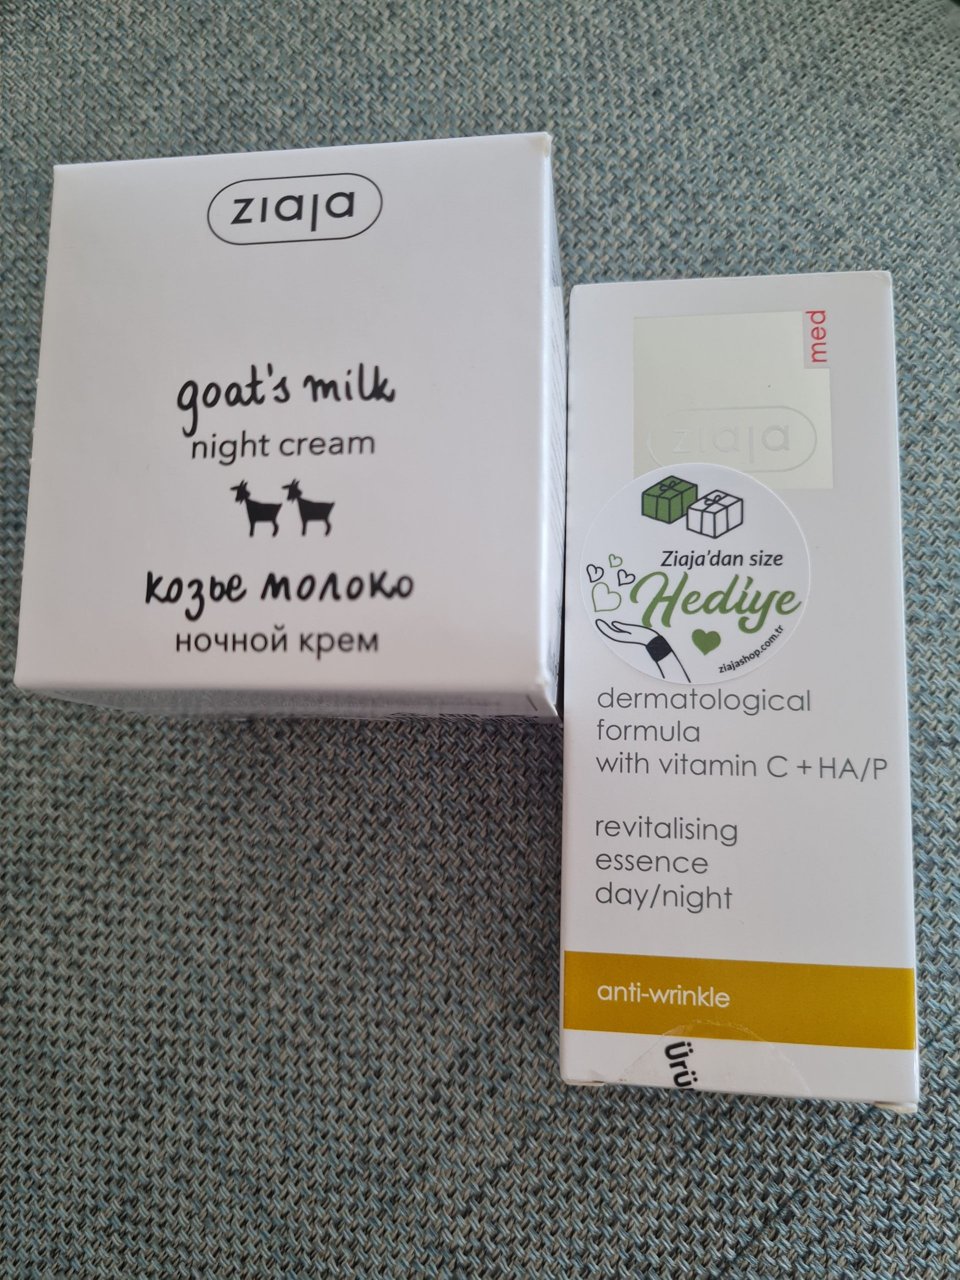 ziaja
goat's milk
night cream
козье молоко
ночной крем
med
ziaja
Ziaja'dan size
Hediye
ziajashop.com.tr
dermatological
formula
with vitamin C + HA/P
revitalising
essence
day/night
anti-wrinkle